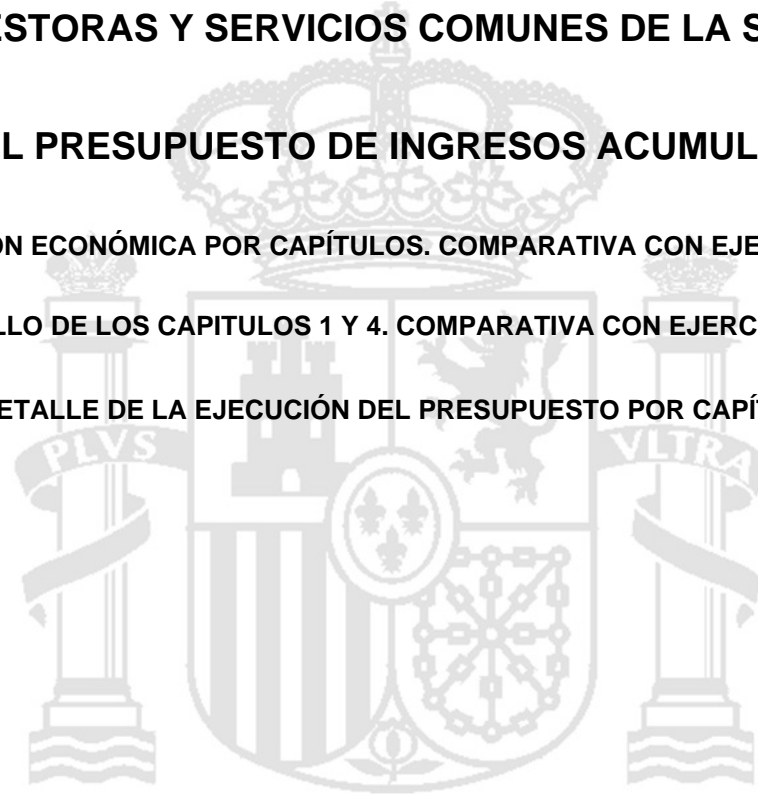 ESTORAS Y SERVICIOS COMUNES DE LA S
L PRESUPUESTO DE INGRESOS ACUMUL
ÓN ECONÓMICA POR CAPÍTULOS. COMPARATIVA CON EJE
LLO DE LOS CAPITULOS 1 Y 4. COMPARATIVA CON EJERC
ETALLE DE LA EJECUCIÓN DEL PRESUPUESTO POR CAPÍ
PLVS VLTRA